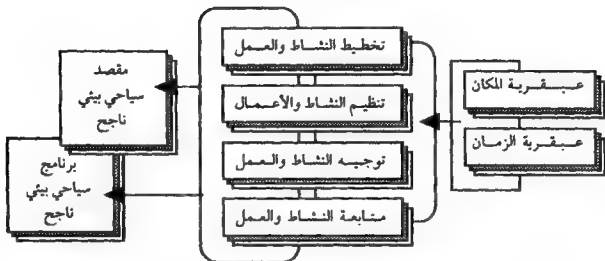 عبقرية المكان
عبقرية الزمان
تخطيط النشاط والعمل
تنظيم النشاط والأعمال
توجيه النشاط والعمل
متابعة النشاط والعمل
مقصد
سياحي بيئي
ناجح
برنامج
سياحي بيئي
ناجح